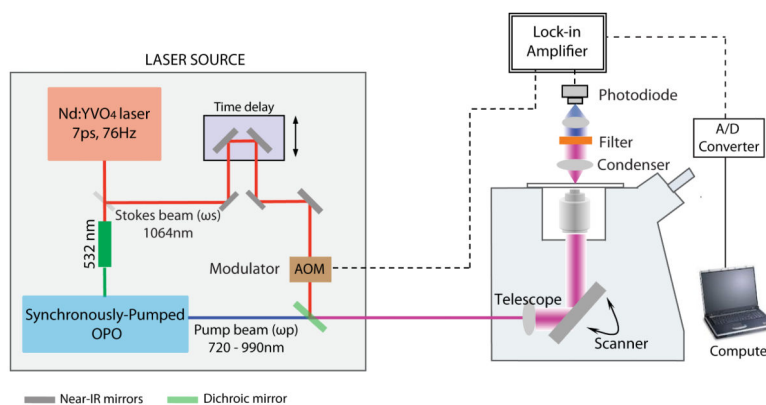 LASER SOURCE
Nd:YVO4 laser
7ps, 76Hz
Time delay
Stokes beam (ωs)
1064nm
532 nm
Modulator
AOM
Synchronously-Pumped
OPO
Pump beam (ωp)
720 - 990nm
Near-IR mirrors
Dichroic mirror
Lock-in
Amplifier
Photodiode
Filter
Condenser
A/D
Converter
Telescope
Scanner
Compute